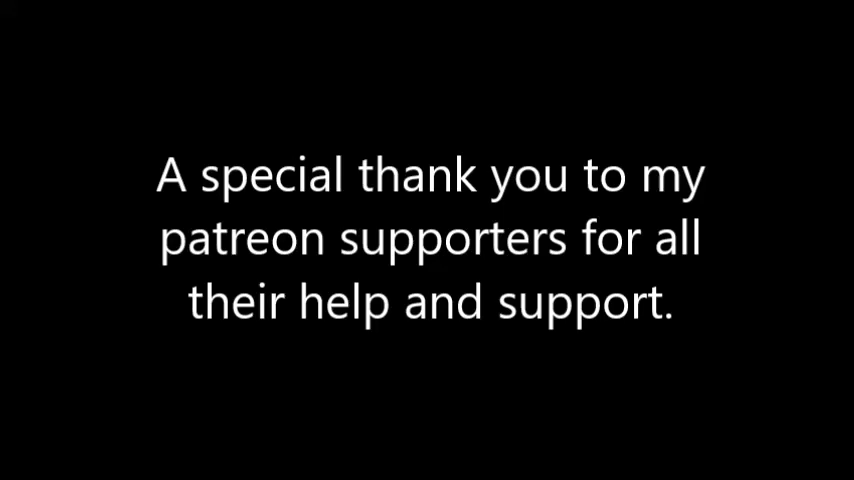 A special thank you to my
patreon supporters for all
their help and support.